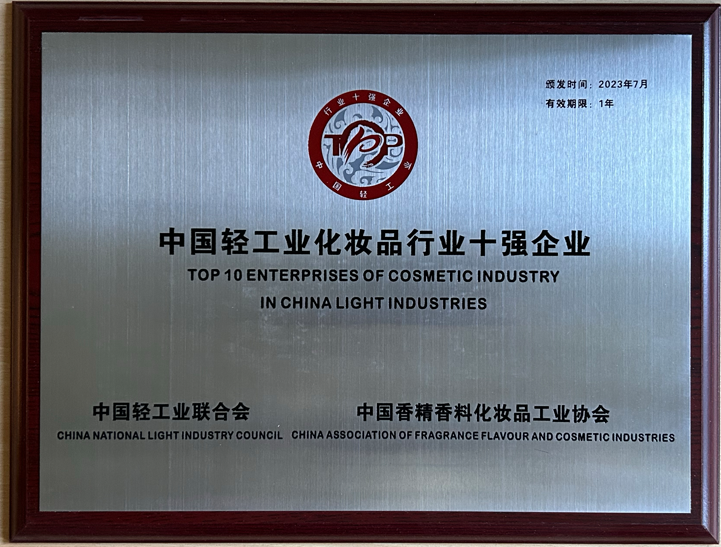 颁发时间：2023年7月
有效期限：1年
行业十强企业
TOP
中国轻工业
中国轻工业化妆品行业十强企业
TOP 10 ENTERPRISES OF COSMETIC INDUSTRY
IN CHINA LIGHT INDUSTRIES
中国轻工业联合会
中国香精香料化妆品工业协会
CHINA NATIONAL LIGHT INDUSTRY COUNCIL
CHINA ASSOCIATION OF FRAGRANCE FLAVOUR AND COSMETIC INDUSTRIES